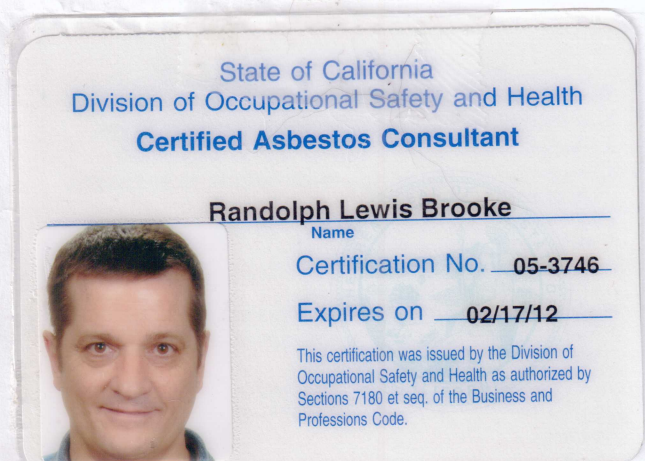 State of California
Division of Occupational Safety and Health
Certified Asbestos Consultant
Randolph Lewis Brooke
Name
Certification No. 05-3746
Expires on 02/17/12
This certification was issued by the Division of
Occupational Safety and Health as authorized by
Sections 7180 et seq. of the Business and
Professions Code.